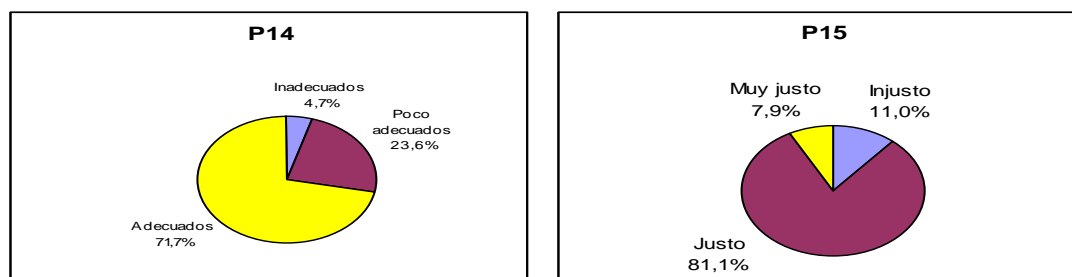 P14
Inadecuados
4,7%
Poco
adecuados
23,6%
Adecuados
71,7%
P15
Muy justo
7,9%
Injusto
11,0%
Justo
81,1%